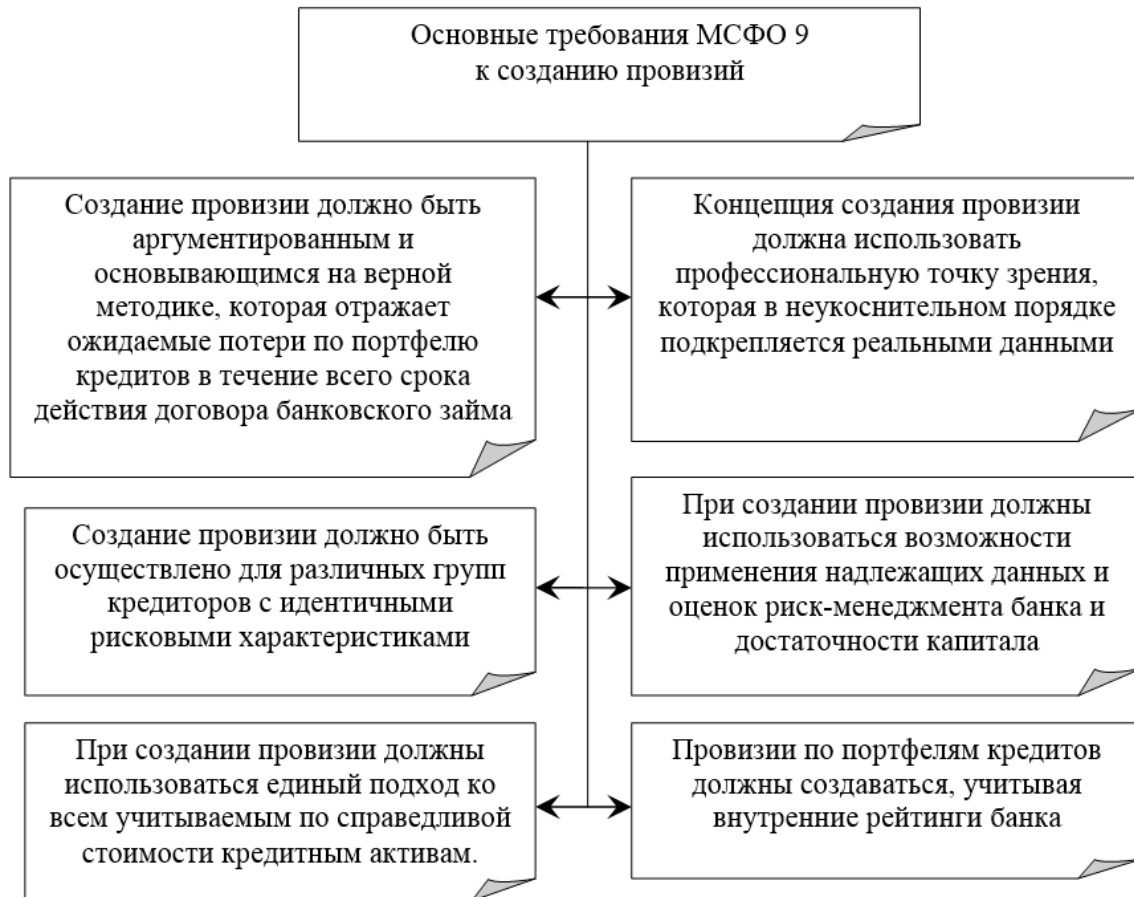 Основные требования МСФО 9
к созданию провизий
Создание провизии должно быть
аргументированным и
основывающимся на верной
методике, которая отражает
ожидаемые потери по портфелю
кредитов в течение всего срока
действия договора банковского займа
Концепция создания провизии
должна использовать
профессиональную точку зрения,
которая в неукоснительном порядке
подкрепляется реальными данными
Создание провизии должно быть
осуществлено для различных групп
кредиторов с идентичными
рисковыми характеристиками
При создании провизии должны
использоваться возможности
применения надлежащих данных и
оценок риск-менеджмента банка и
достаточности капитала
При создании провизии должны
использоваться единый подход ко
всем учитываемым по справедливой
стоимости кредитным активам.
Провизии по портфелям кредитов
должны создаваться, учитывая
внутренние рейтинги банка